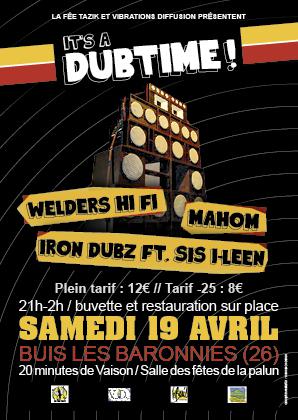 LA FÉE TAZIK ET VIBRATIONS DIFFUSION PRÉSENTENT
IT'S A
DUBTIME!
WELDERS HI FI
MAHOM
IRON DUBZ FT. SIS I-LEEN
Plein tarif : 12€ // Tarif -25 : 8€
21h-2h / buvette et restauration sur place
SAMEDI 19 AVRIL
BUIS LES BARONNIES (26)
20 minutes de Vaison / Salle des fêtes de la palun